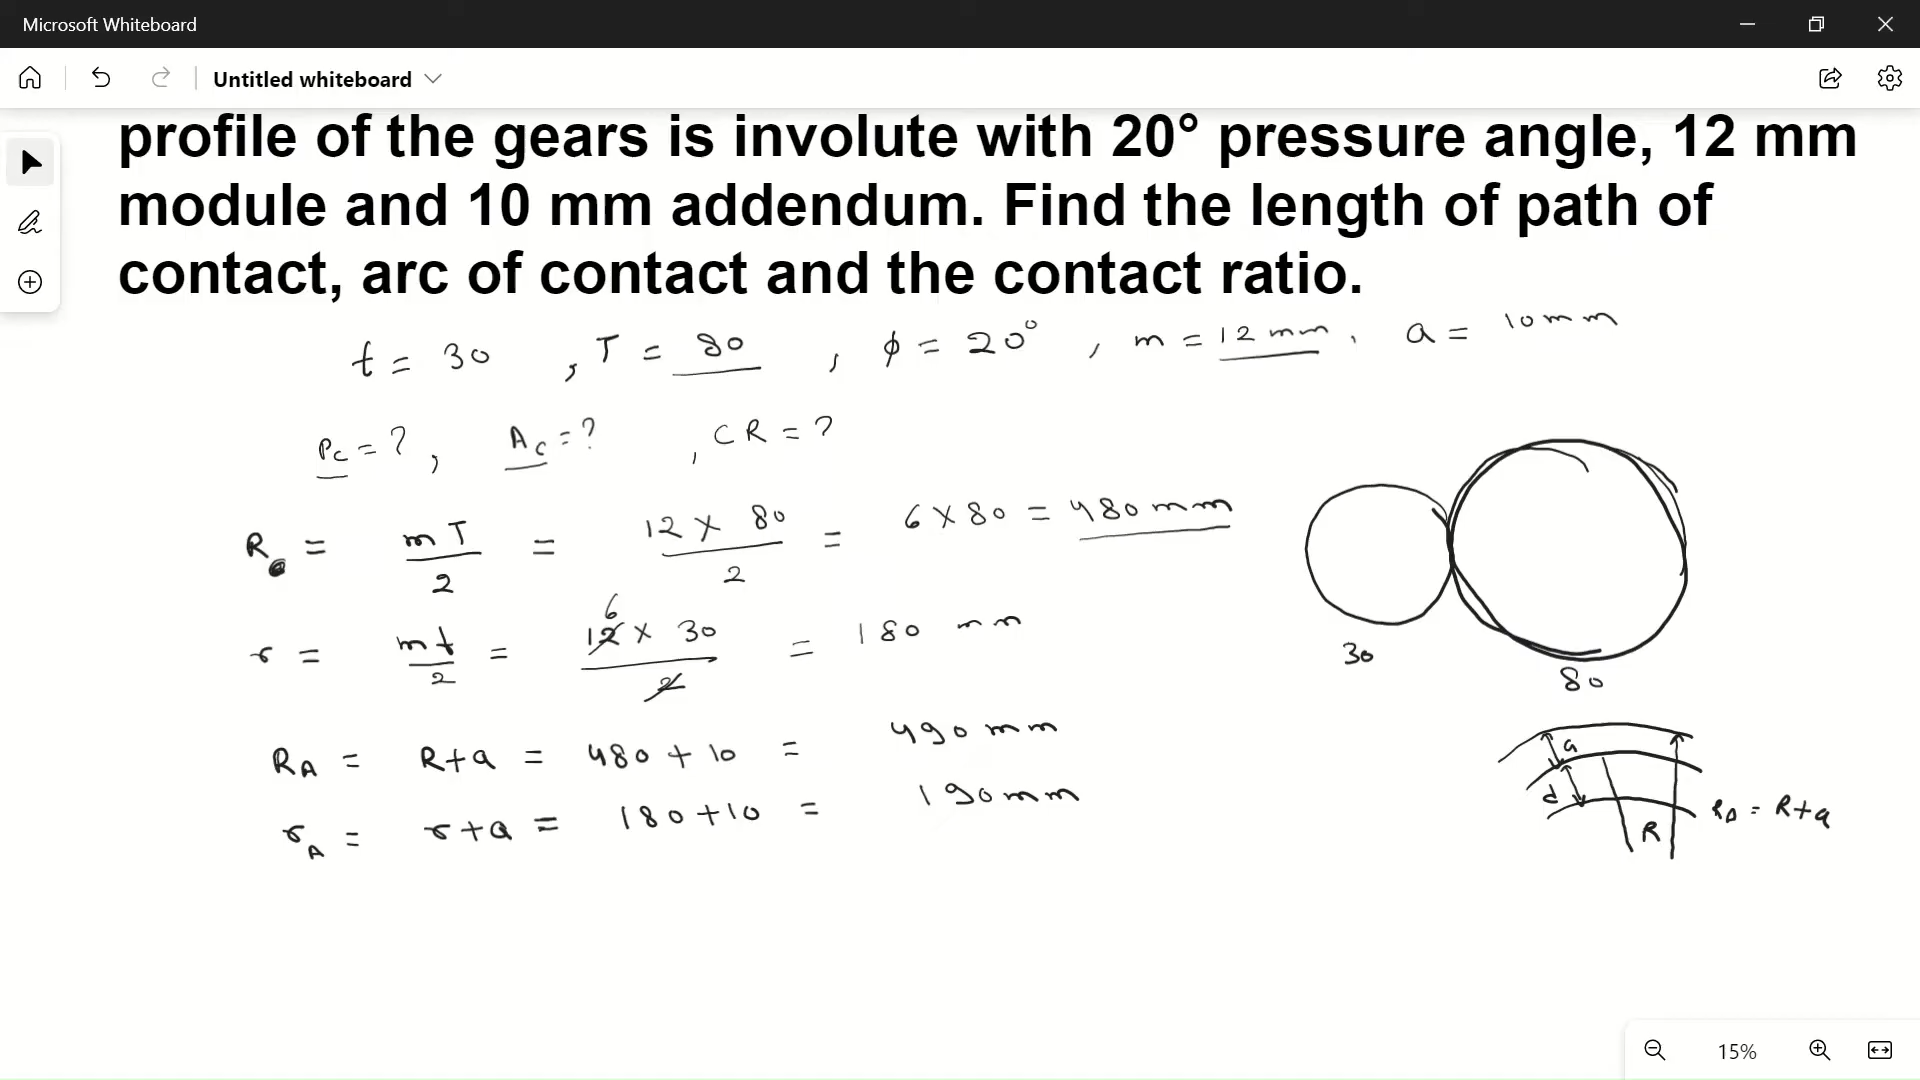 Microsoft Whiteboard
Untitled whiteboard
profile of the gears is involute with 20° pressure angle, 12 mm
module and 10 mm addendum. Find the length of path of
contact, arc of contact and the contact ratio.
t = 30 , T = 80 , ϕ = 20° , m = 12 mm , a = 10 mm
Pc = ? , Ac = ? , CR = ?
R = mT/2 = 12 × 80/2 = 6 × 80 = 480 mm
r = mt/2 = 12 × 30/2 = 180 mm
6
RA = R+a = 480 + 10 = 490 mm
rA = r+a = 180+10 = 190 mm
30
80
a
d
R
RA = R+a
15%